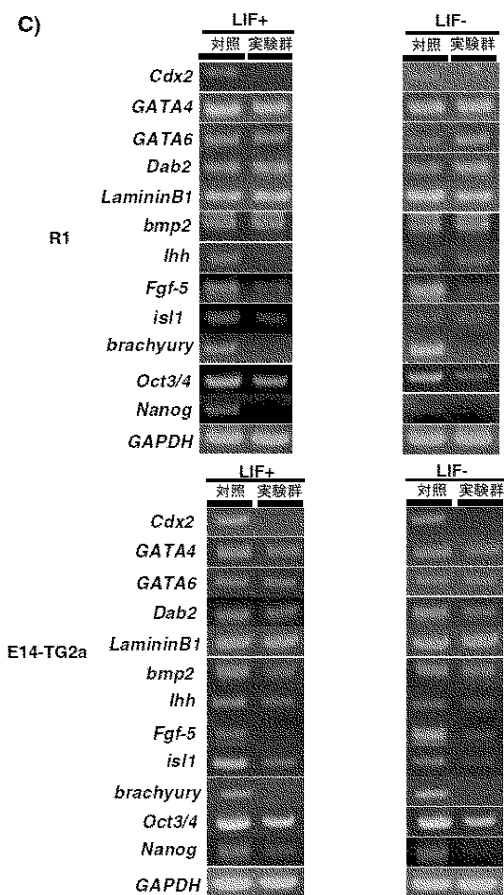 C)
LIF+ LIF-
対照 実験群 対照 実験群
Cdx2
GATA4
GATA6
Dab2
LamininB1
bmp2
R1
Ihh
Fgf-5
isl1
brachyury
Oct3/4
Nanog
GAPDH
LIF+ LIF-
対照 実験群 対照 実験群
Cdx2
GATA4
GATA6
Dab2
LamininB1
E14-TG2a
bmp2
Ihh
Fgf-5
isl1
brachyury
Oct3/4
Nanog
GAPDH